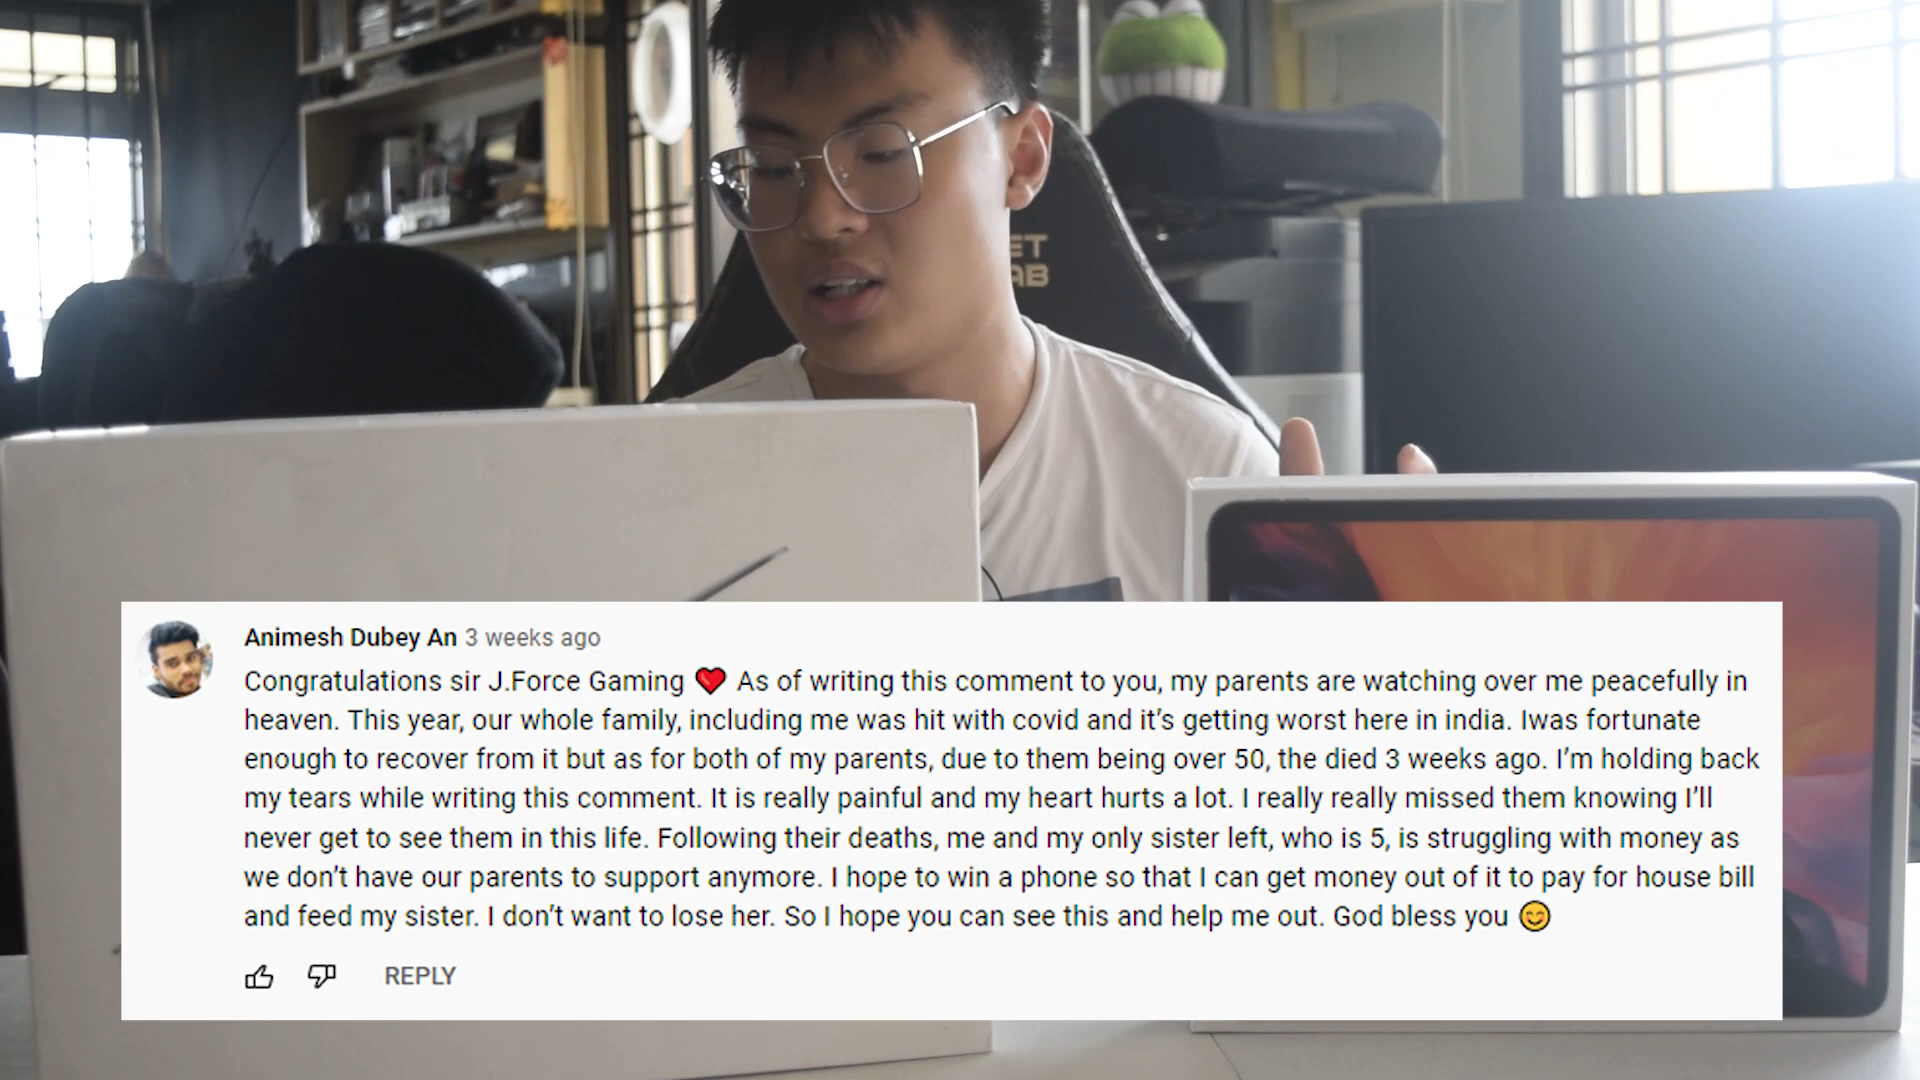 ET
AB
Animesh Dubey An 3 weeks ago
Congratulations sir J.Force Gaming ❤️ As of writing this comment to you, my parents are watching over me peacefully in
heaven. This year, our whole family, including me was hit with covid and it’s getting worst here in india. Iwas fortunate
enough to recover from it but as for both of my parents, due to them being over 50, the died 3 weeks ago. I’m holding back
my tears while writing this comment. It is really painful and my heart hurts a lot. I really really missed them knowing I’ll
never get to see them in this life. Following their deaths, me and my only sister left, who is 5, is struggling with money as
we don’t have our parents to support anymore. I hope to win a phone so that I can get money out of it to pay for house bill
and feed my sister. I don’t want to lose her. So I hope you can see this and help me out. God bless you 😊
REPLY